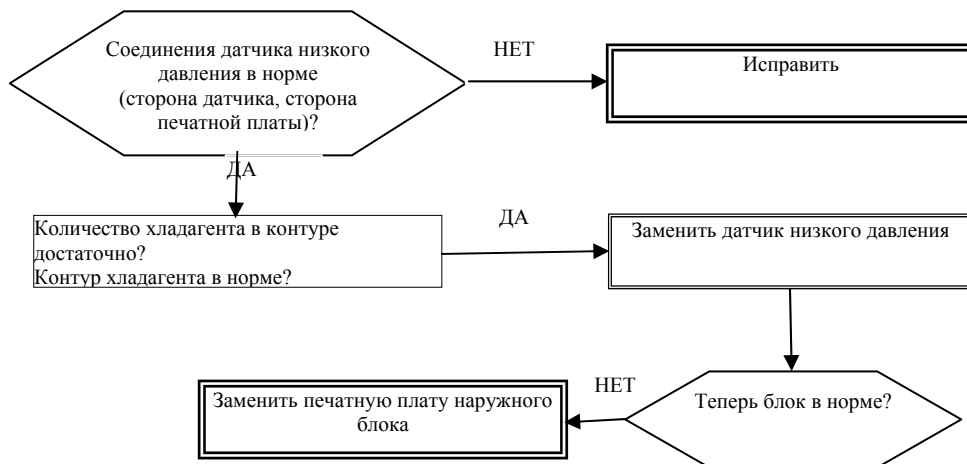 Соединения датчика низкого
давления в норме
(сторона датчика, сторона
печатной платы)?
НЕТ
Исправить
ДА
Количество хладагента в контуре
достаточно?
Контур хладагента в норме?
ДА
Заменить датчик низкого давления
Заменить печатную плату наружного
блока
НЕТ
Теперь блок в норме?